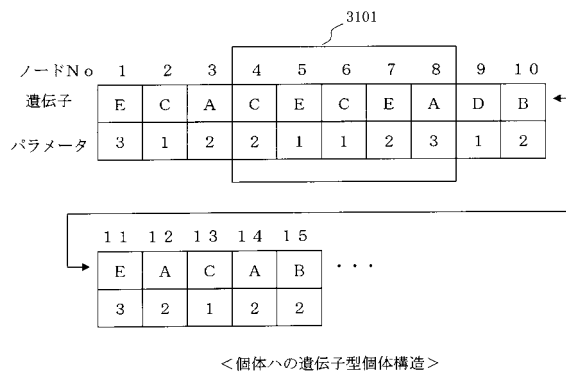 3101
ノードNo 1 2 3 4 5 6 7 8 9 10
遺伝子 E C A C E C E A D B
パラメータ 3 1 2 2 1 1 2 3 1 2
11 12 13 14 15
E A C A B ・・・
3 2 1 2 2
＜個体ハの遺伝子型個体構造＞